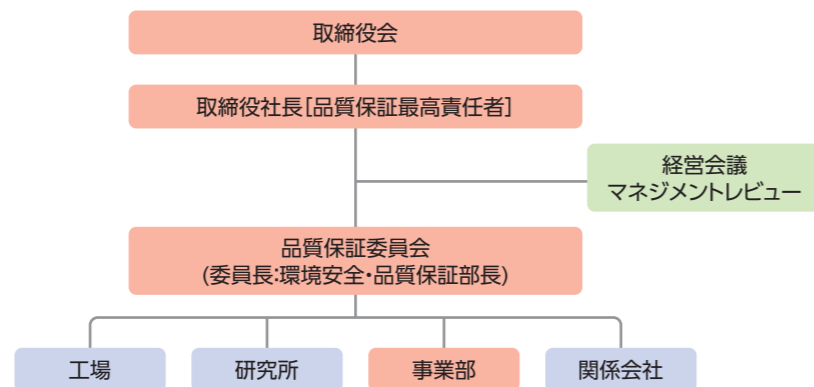 取締役会
取締役社長[品質保証最高責任者]
経営会議
マネジメントレビュー
品質保証委員会
(委員長:環境安全・品質保証部長)
工場
研究所
事業部
関係会社